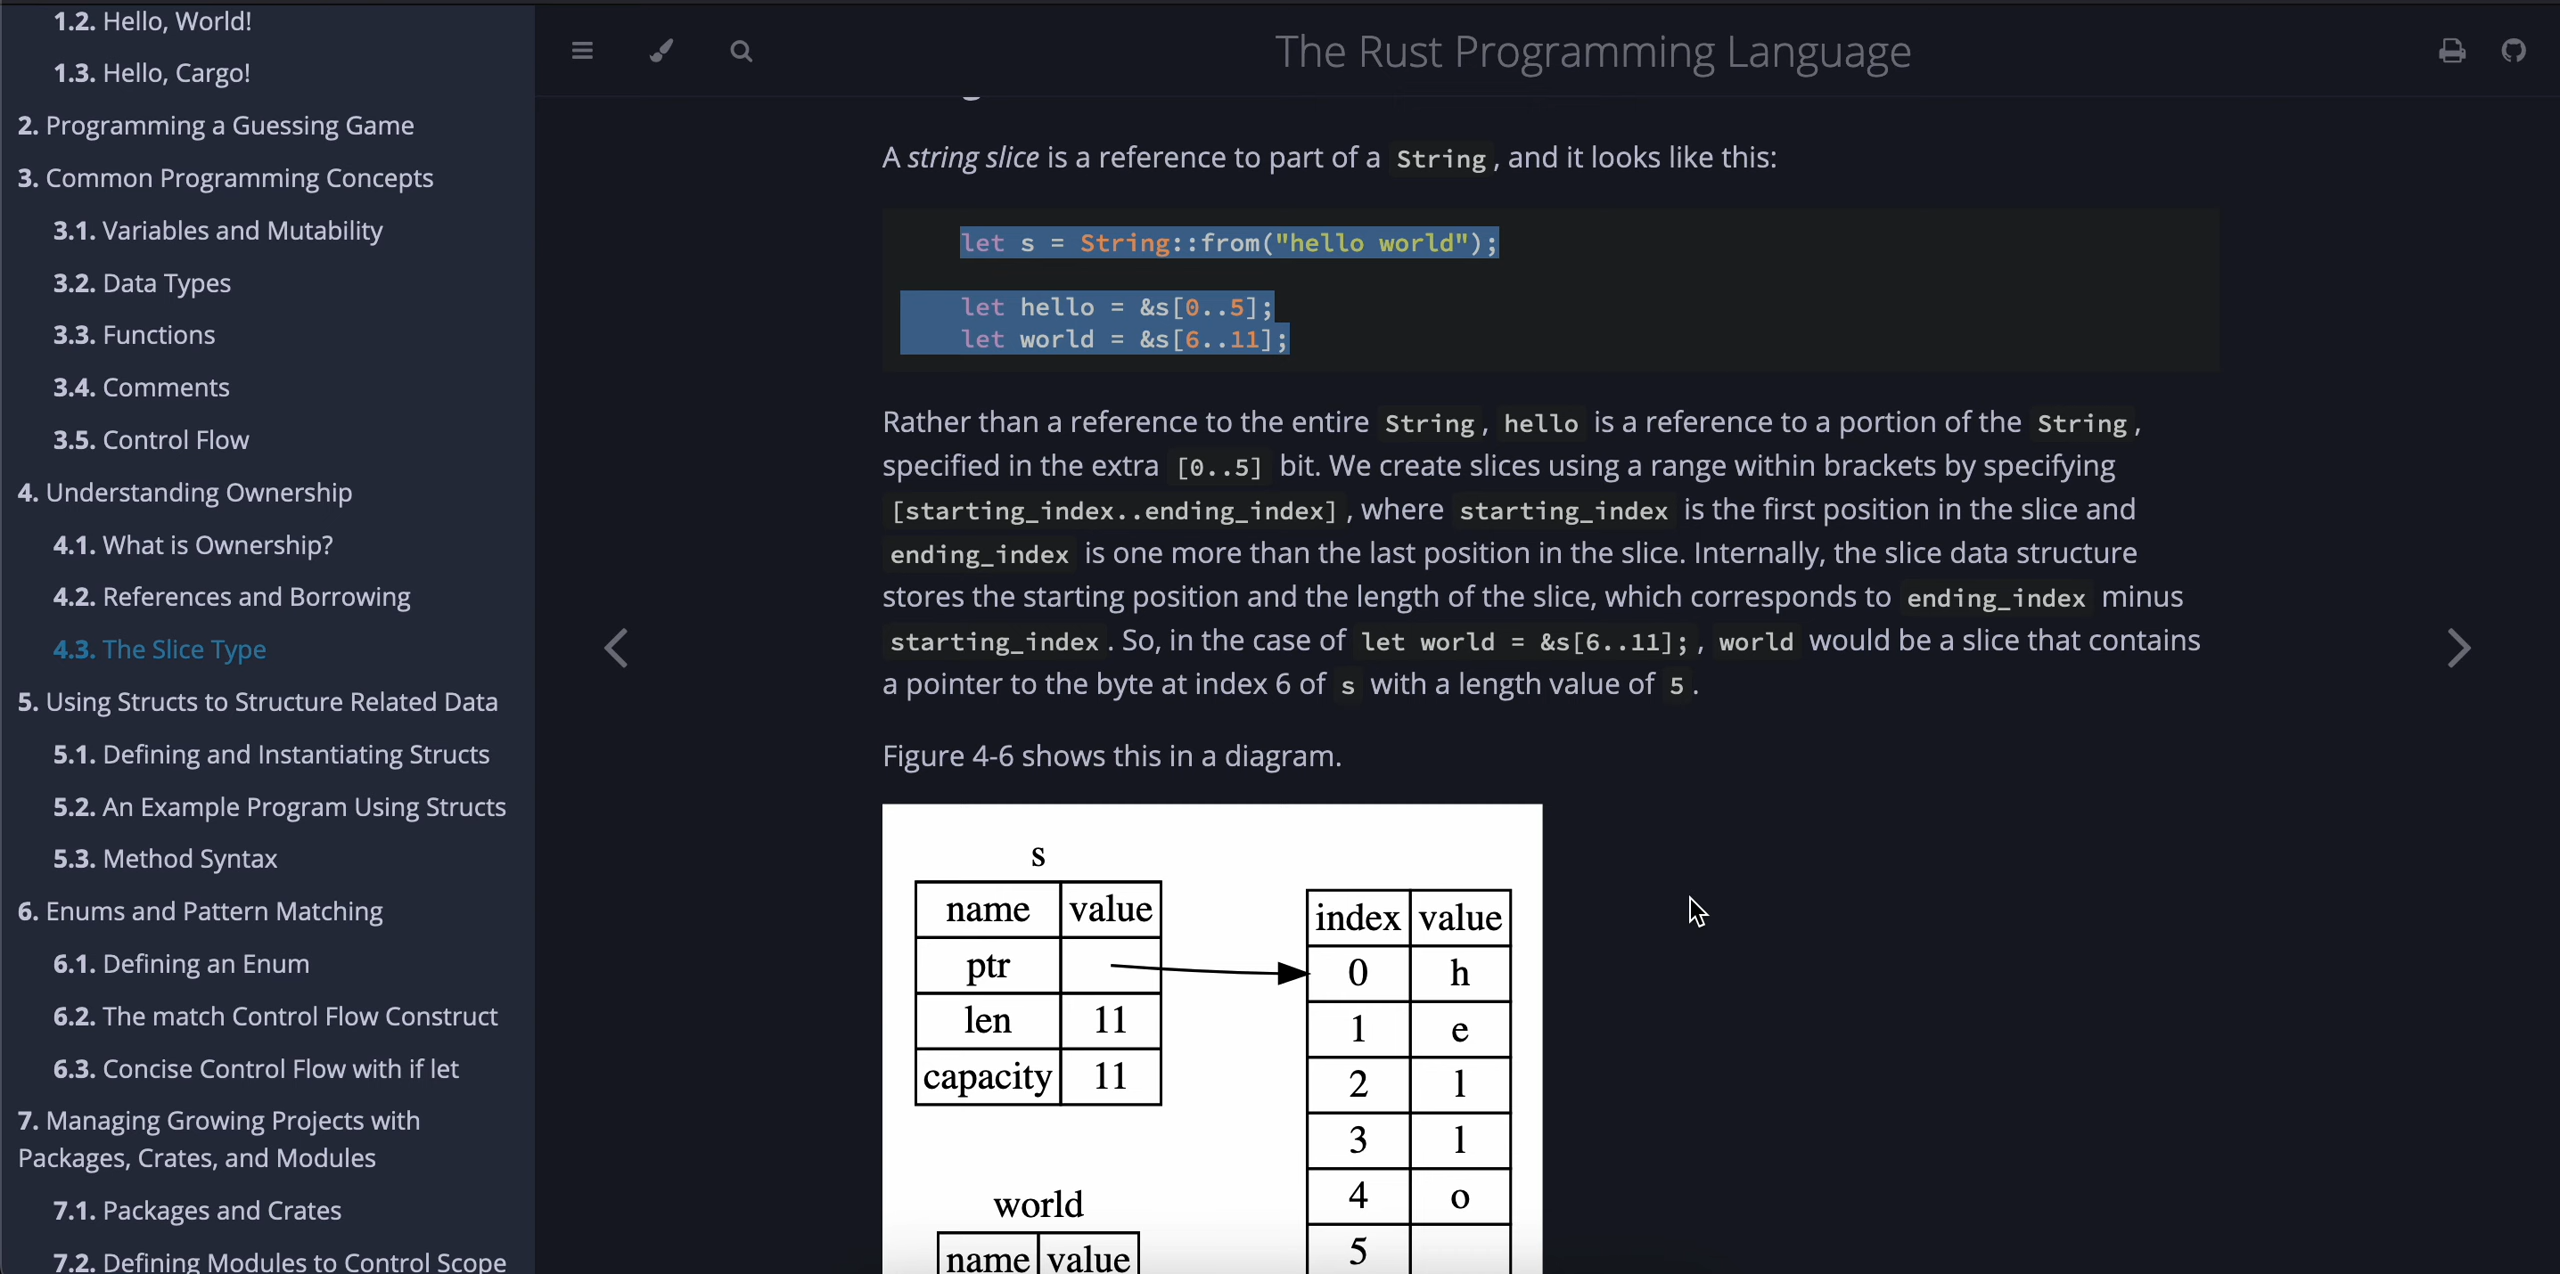 1.2. Hello, World!
1.3. Hello, Cargo!
2. Programming a Guessing Game
3. Common Programming Concepts
3.1. Variables and Mutability
3.2. Data Types
3.3. Functions
3.4. Comments
3.5. Control Flow
4. Understanding Ownership
4.1. What is Ownership?
4.2. References and Borrowing
4.3. The Slice Type
5. Using Structs to Structure Related Data
5.1. Defining and Instantiating Structs
5.2. An Example Program Using Structs
5.3. Method Syntax
6. Enums and Pattern Matching
6.1. Defining an Enum
6.2. The match Control Flow Construct
6.3. Concise Control Flow with if let
7. Managing Growing Projects with
Packages, Crates, and Modules
7.1. Packages and Crates
7.2. Defining Modules to Control Scope
The Rust Programming Language
A string slice is a reference to part of a String, and it looks like this:
let s = String::from("hello world");
let hello = &s[0..5];
let world = &s[6..11];
Rather than a reference to the entire String, hello is a reference to a portion of the String,
specified in the extra [0..5] bit. We create slices using a range within brackets by specifying
[starting_index..ending_index], where starting_index is the first position in the slice and
ending_index is one more than the last position in the slice. Internally, the slice data structure
stores the starting position and the length of the slice, which corresponds to ending_index minus
starting_index. So, in the case of let world = &s[6..11];, world would be a slice that contains
a pointer to the byte at index 6 of s with a length value of 5.
Figure 4-6 shows this in a diagram.
s
name value
ptr
len 11
capacity 11
world
name value
index value
0 h
1 e
2 l
3 l
4 o
5